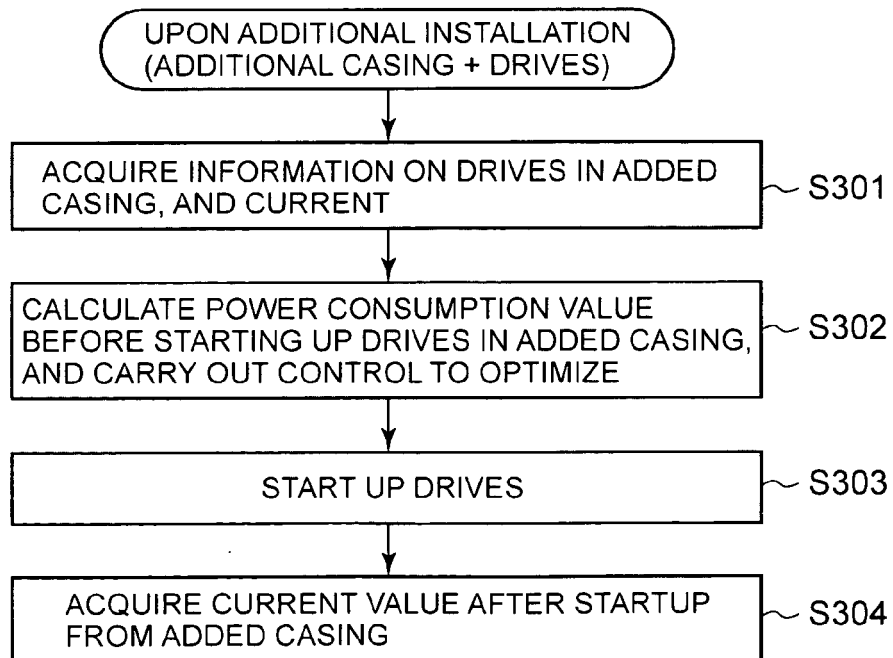 UPON ADDITIONAL INSTALLATION
(ADDITIONAL CASING + DRIVES)
ACQUIRE INFORMATION ON DRIVES IN ADDED
CASING, AND CURRENT
S301
CALCULATE POWER CONSUMPTION VALUE
BEFORE STARTING UP DRIVES IN ADDED CASING,
AND CARRY OUT CONTROL TO OPTIMIZE
S302
START UP DRIVES
S303
ACQUIRE CURRENT VALUE AFTER STARTUP
FROM ADDED CASING
S304